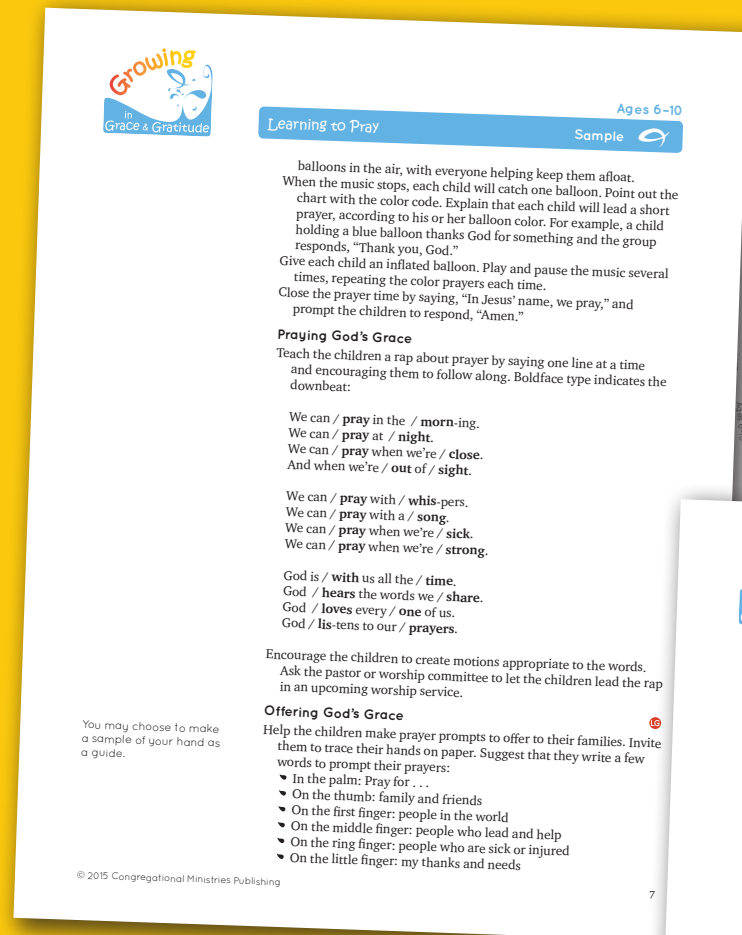 Growing
in
Grace & Gratitude
Ages 6–10
Learning to Pray
Sample
balloons in the air, with everyone helping keep them afloat.
When the music stops, each child will catch one balloon. Point out the
chart with the color code. Explain that each child will lead a short
prayer, according to his or her balloon color. For example, a child
holding a blue balloon thanks God for something and the group
responds, “Thank you, God.”
Give each child an inflated balloon. Play and pause the music several
times, repeating the color prayers each time.
Close the prayer time by saying, “In Jesus’ name, we pray,” and
prompt the children to respond, “Amen.”
Praying God’s Grace
Teach the children a rap about prayer by saying one line at a time
and encouraging them to follow along. Boldface type indicates the
downbeat:
We can / pray in the / morn-ing.
We can / pray at / night.
We can / pray when we’re / close.
And when we’re / out of / sight.
We can / pray with / whis-pers.
We can / pray with a / song.
We can / pray when we’re / sick.
We can / pray when we’re / strong.
God is / with us all the / time.
God / hears the words we / share.
God / loves every / one of us.
God / lis-tens to our / prayers.
Encourage the children to create motions appropriate to the words.
Ask the pastor or worship committee to let the children lead the rap
in an upcoming worship service.
Offering God’s Grace
LG
Help the children make prayer prompts to offer to their families. Invite
them to trace their hands on paper. Suggest that they write a few
words to prompt their prayers:
In the palm: Pray for . . .
On the thumb: family and friends
On the first finger: people in the world
On the middle finger: people who lead and help
On the ring finger: people who are sick or injured
On the little finger: my thanks and needs
You may choose to make
a sample of your hand as
a guide.
© 2015 Congregational Ministries Publishing
7